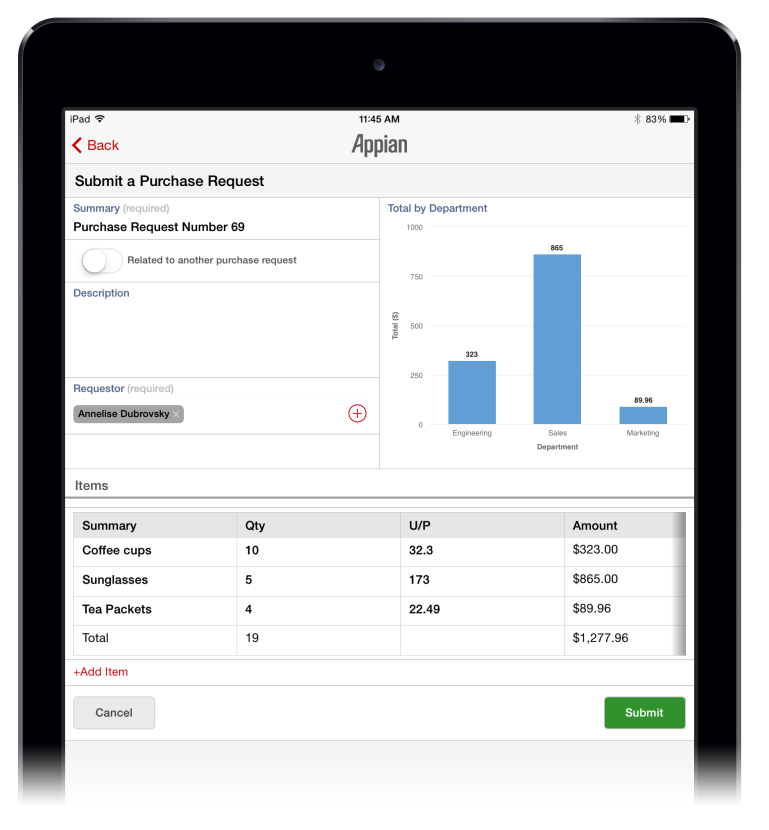 iPad 11:45 AM 83%
Back Appian
Submit a Purchase Request
Summary (required)
Purchase Request Number 69
Related to another purchase request
Description
Requestor (required)
Annelise Dubrovsky ×
Total by Department
1000
750
500
250
0
Total ($)
323
865
89.96
Engineering Sales Marketing
Department
Items
Summary Qty U/P Amount
Coffee cups 10 32.3 $323.00
Sunglasses 5 173 $865.00
Tea Packets 4 22.49 $89.96
Total 19 $1,277.96
+Add Item
Cancel Submit